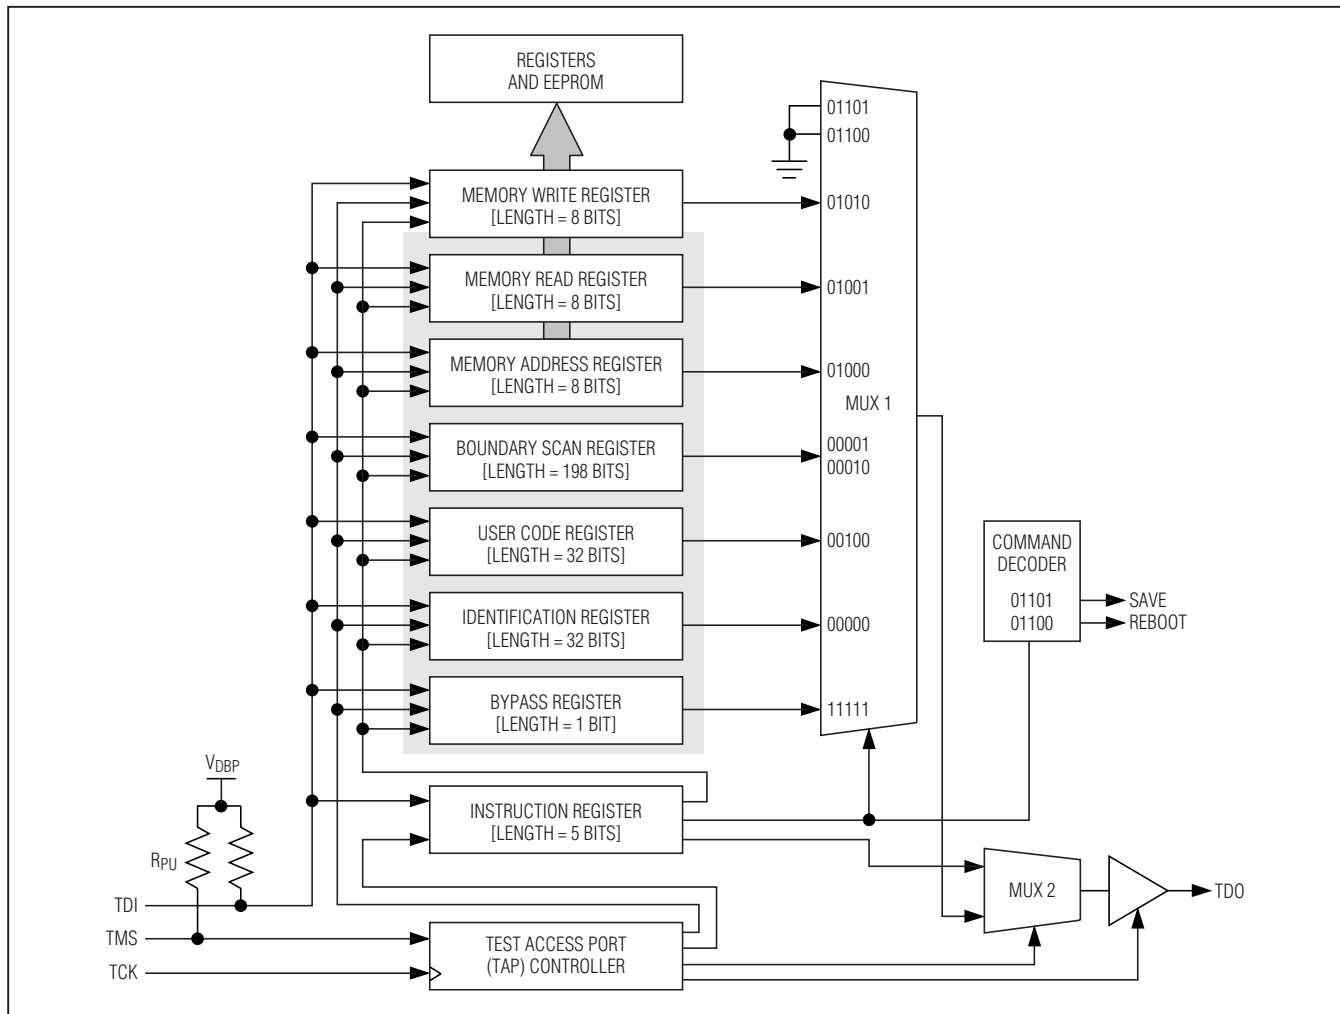 REGISTERS
AND EEPROM
01101
01100
MEMORY WRITE REGISTER
[LENGTH = 8 BITS]
01010
MEMORY READ REGISTER
[LENGTH = 8 BITS]
01001
MEMORY ADDRESS REGISTER
[LENGTH = 8 BITS]
01000
MUX 1
BOUNDARY SCAN REGISTER
[LENGTH = 198 BITS]
00001
00010
USER CODE REGISTER
[LENGTH = 32 BITS]
00100
COMMAND
DECODER
01101
SAVE
01100
REBOOT
IDENTIFICATION REGISTER
[LENGTH = 32 BITS]
00000
BYPASS REGISTER
[LENGTH = 1 BIT]
11111
VDBP
INSTRUCTION REGISTER
[LENGTH = 5 BITS]
RPU
MUX 2
TDO
TDI
TMS
TCK
TEST ACCESS PORT
(TAP) CONTROLLER